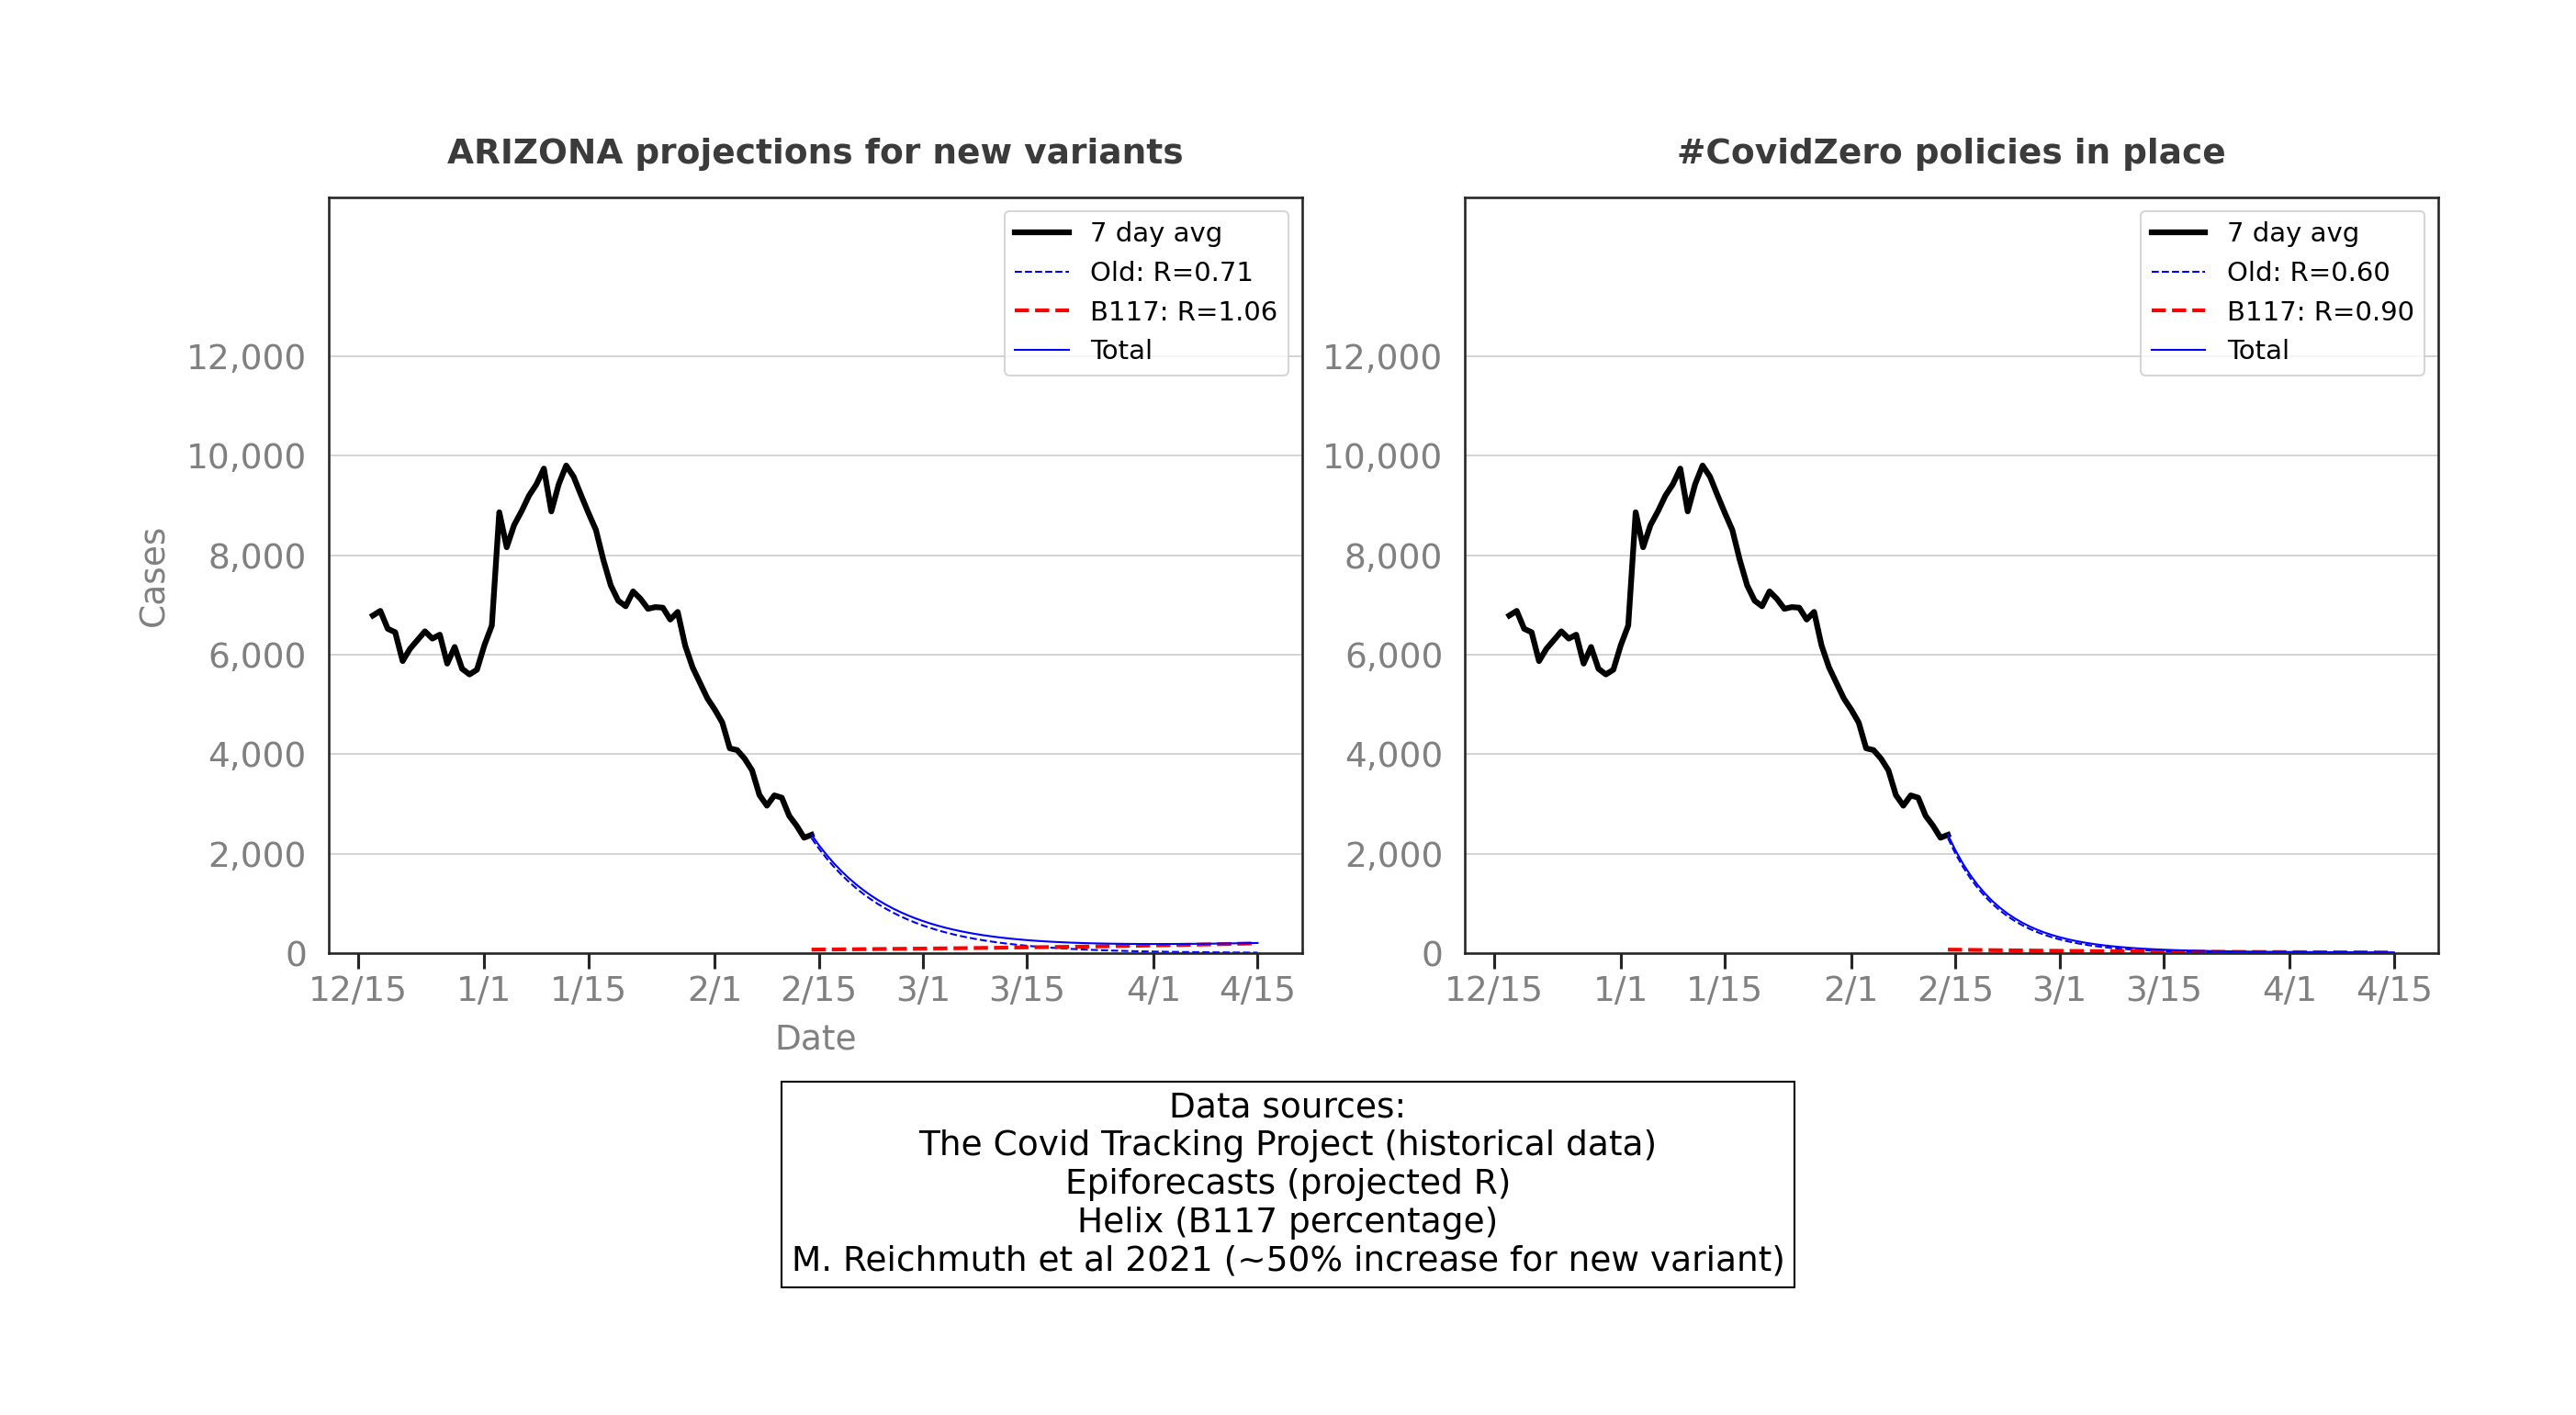 ARIZONA projections for new variants
7 day avg
Old: R=0.71
B117: R=1.06
Total
12,000
10,000
8,000
6,000
4,000
2,000
0
Cases
12/15
1/1
1/15
2/1
2/15
3/1
3/15
4/1
4/15
Date
#CovidZero policies in place
7 day avg
Old: R=0.60
B117: R=0.90
Total
12,000
10,000
8,000
6,000
4,000
2,000
0
12/15
1/1
1/15
2/1
2/15
3/1
3/15
4/1
4/15
Data sources:
The Covid Tracking Project (historical data)
Epiforecasts (projected R)
Helix (B117 percentage)
M. Reichmuth et al 2021 (~50% increase for new variant)